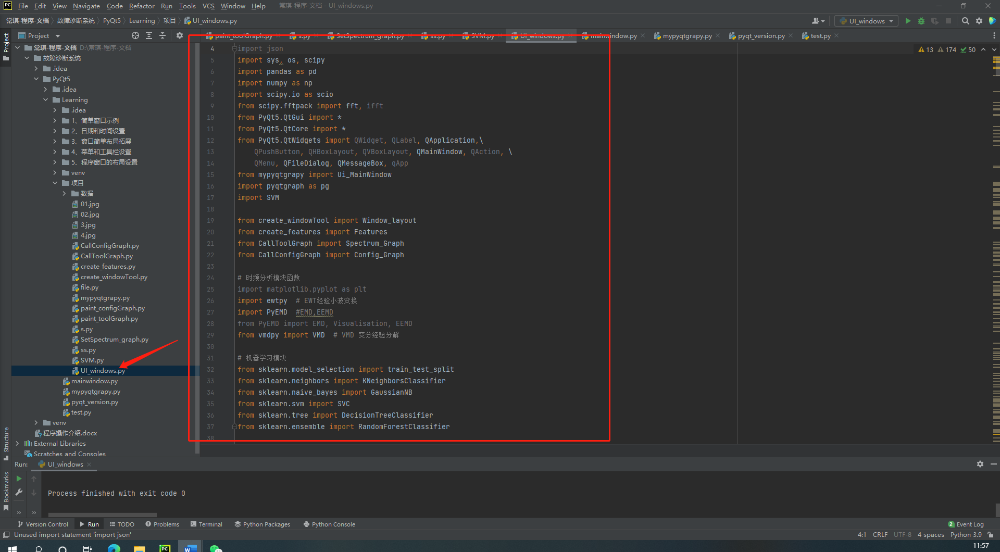 PC File Edit View Navigate Code Refactor Run Tools VCS Window Help 常琪-程序-文档 - UI_windows.py
常琪-程序-文档 故障诊断系统 PyQt5 Learning 项目 UI_windows.py UI_windows
Project
paint_toolGraph.py s.py SetSpectrum_graph.py ss.py SVM.py UI_windows.py mainwindow.py mypyqtgrapy.py pyqt_version.py test.py
Project
13 174 50
常琪-程序-文档 D:\常琪-程序-文档
故障诊断系统
.idea
PyQt5
.idea
Learning
.idea
1、简单窗口示例
2、日期和时间设置
3、窗口简单布局拓展
4、菜单和工具栏设置
5、程序窗口的布局设置
venv
项目
数据
01.jpg
02.jpg
3.jpg
4.jpg
CallConfigGraph.py
CallToolGraph.py
create_features.py
create_windowTool.py
file.py
mypyqtgrapy.py
paint_configGraph.py
paint_toolGraph.py
s.py
SetSpectrum_graph.py
ss.py
SVM.py
UI_windows.py
mainwindow.py
mypyqtgrapy.py
pyqt_version.py
test.py
venv
程序操作介绍.docx
External Libraries
Scratches and Consoles
4 import json
5 import sys, os, scipy
6 import pandas as pd
7 import numpy as np
8 import scipy.io as scio
9 from scipy.fftpack import fft, ifft
10 from PyQt5.QtGui import *
11 from PyQt5.QtCore import *
12 from PyQt5.QtWidgets import QWidget, QLabel, QApplication,\
13 QPushButton, QHBoxLayout, QVBoxLayout, QMainWindow, QAction, \
14 QMenu, QFileDialog, QMessageBox, qApp
15 from mypyqtgrapy import Ui_MainWindow
16 import pyqtgraph as pg
17 import SVM
18
19 from create_windowTool import Window_layout
20 from create_features import Features
21 from CallToolGraph import Spectrum_Graph
22 from CallConfigGraph import Config_Graph
23
24 # 时频分析模块函数
25 import matplotlib.pyplot as plt
26 import ewtpy # EWT经验小波变换
27 import PyEMD #EMD,EEMD
28 from PyEMD import EMD, Visualisation, EEMD
29 from vmdpy import VMD # VMD 变分经验分解
30
31 # 机器学习模块
32 from sklearn.model_selection import train_test_split
33 from sklearn.neighbors import KNeighborsClassifier
34 from sklearn.naive_bayes import GaussianNB
35 from sklearn.svm import SVC
36 from sklearn.tree import DecisionTreeClassifier
37 from sklearn.ensemble import RandomForestClassifier
38
Structure
Bookmarks
Run: UI_windows
Process finished with exit code 0
Version Control Run TODO Problems Terminal Python Packages Python Console 2 Event Log
Unused import statement 'import json' 4:1 CRLF UTF-8 4 spaces Python 3.9
PC W 11:57